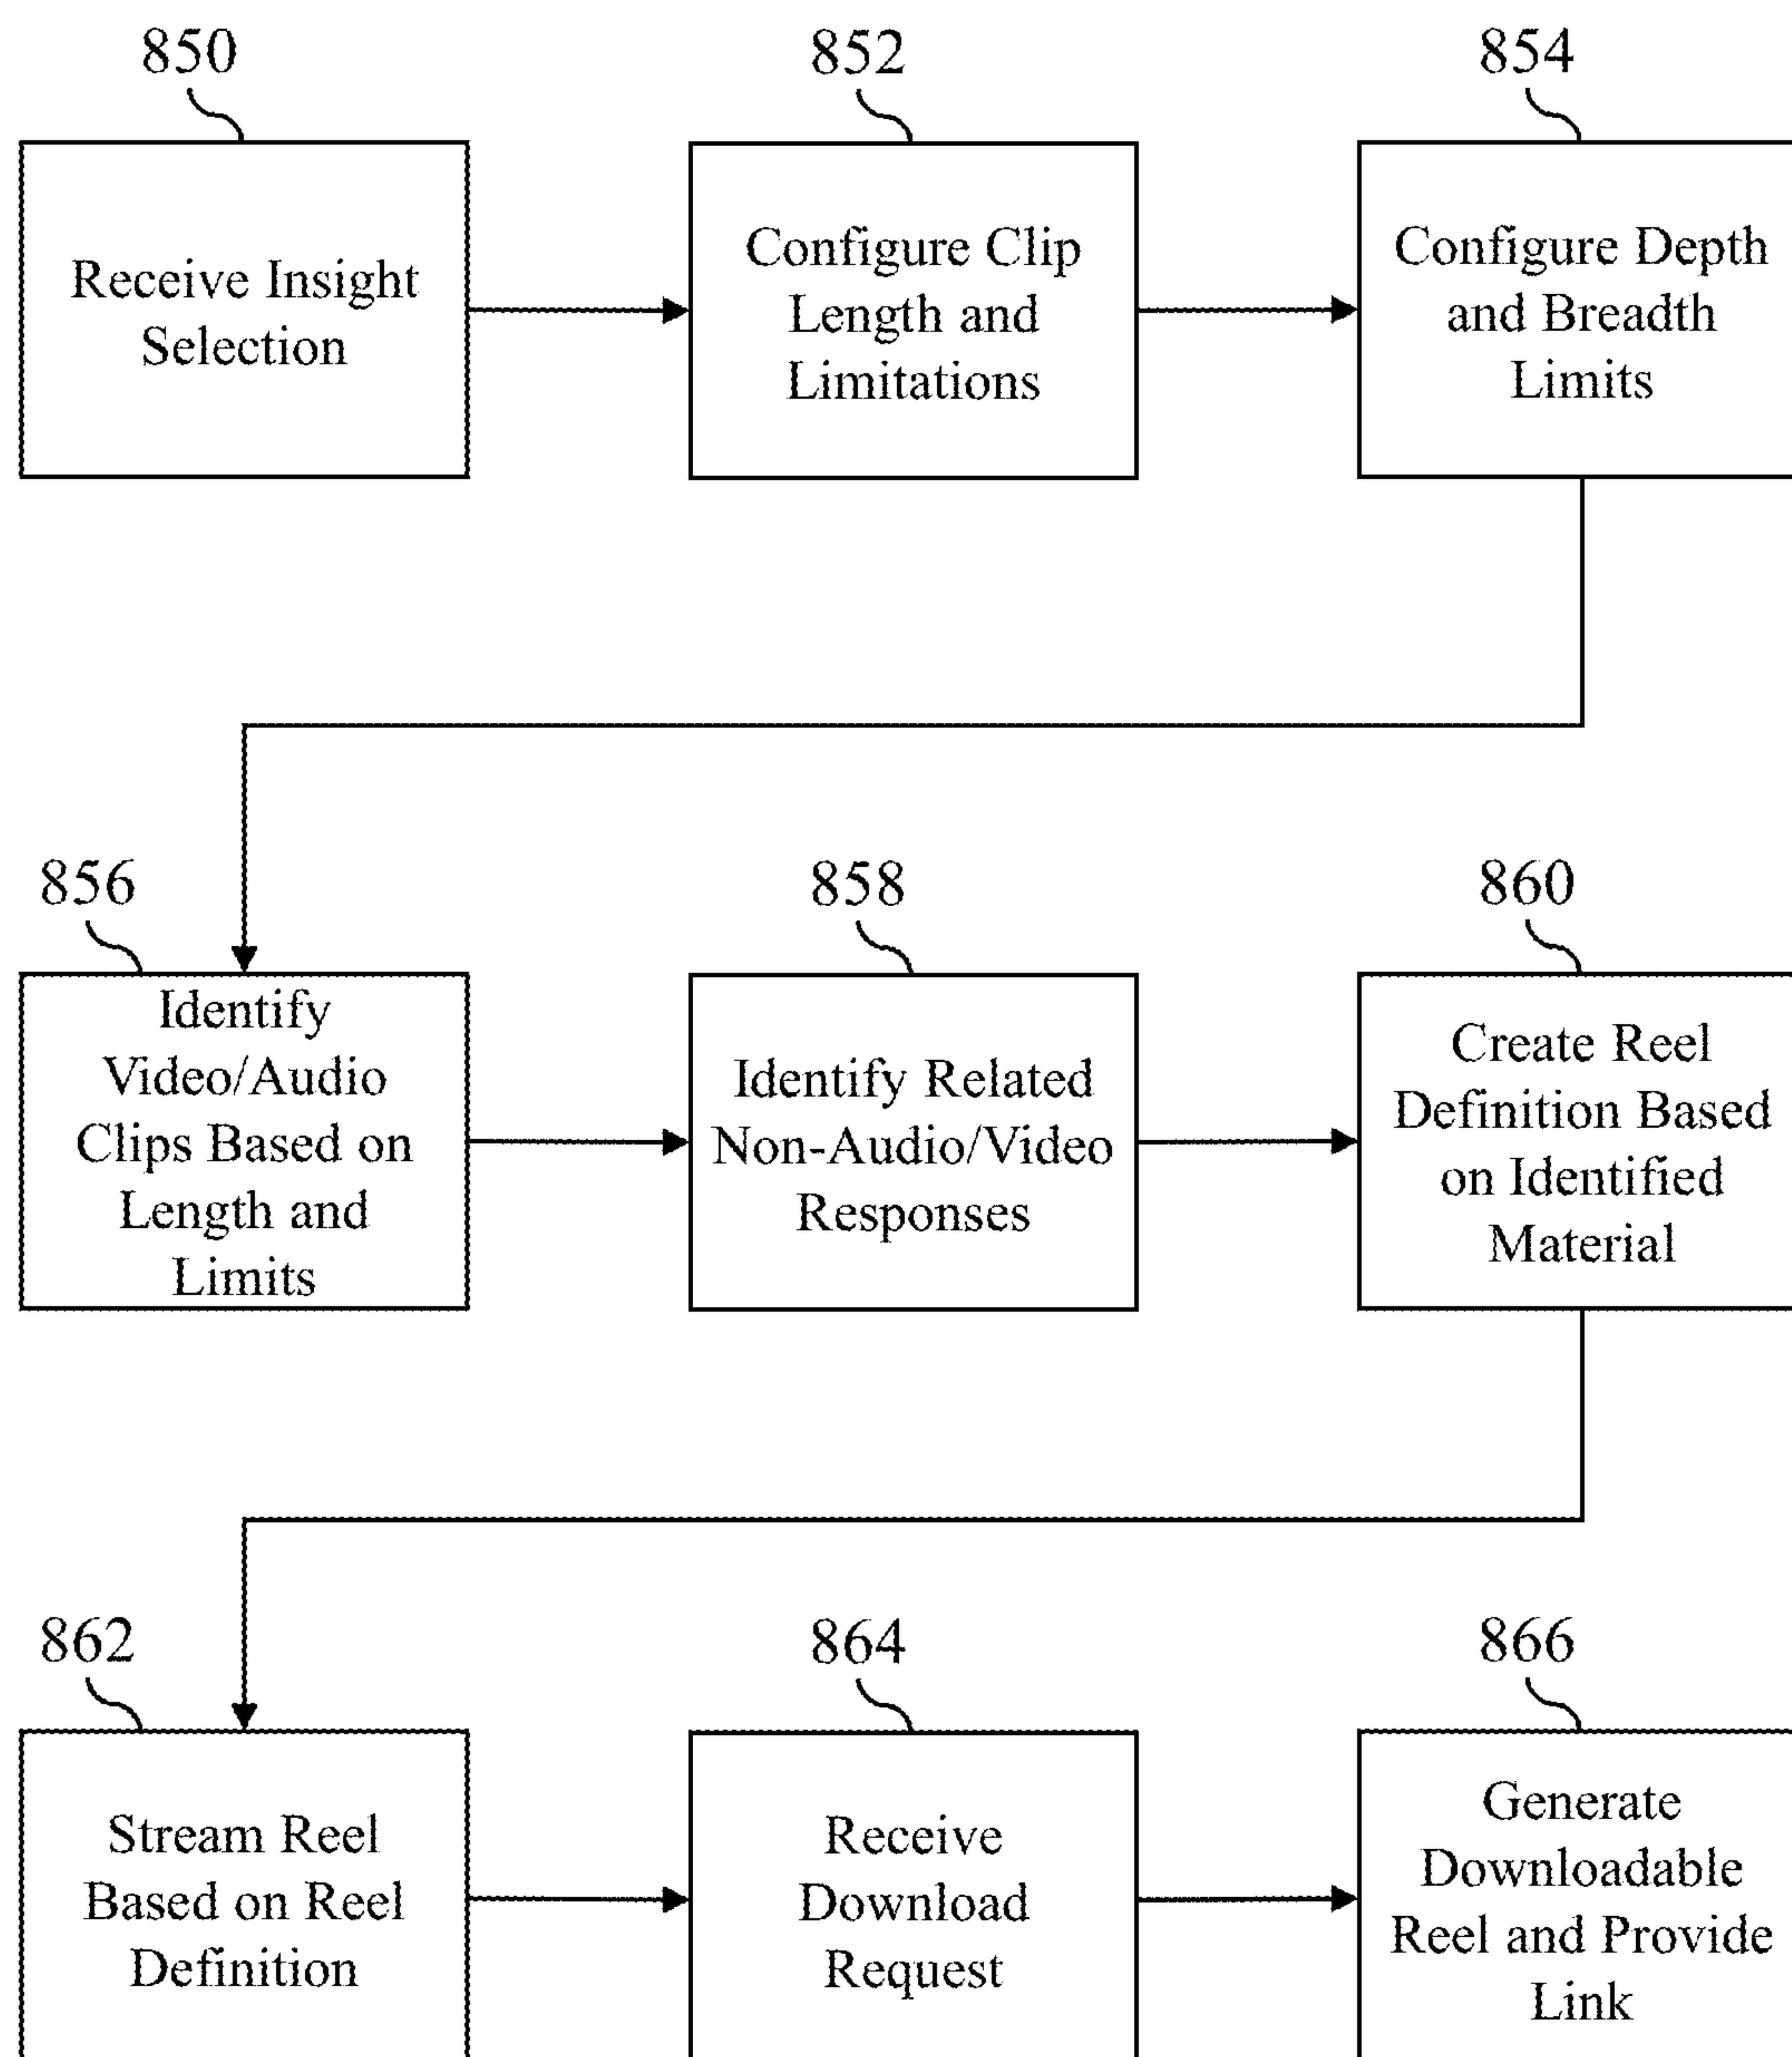 850
Receive Insight
Selection
852
Configure Clip
Length and
Limitations
854
Configure Depth
and Breadth
Limits
856
Identify
Video/Audio
Clips Based on
Length and
Limits
858
Identify Related
Non-Audio/Video
Responses
860
Create Reel
Definition Based
on Identified
Material
862
Stream Reel
Based on Reel
Definition
864
Receive
Download
Request
866
Generate
Downloadable
Reel and Provide
Link